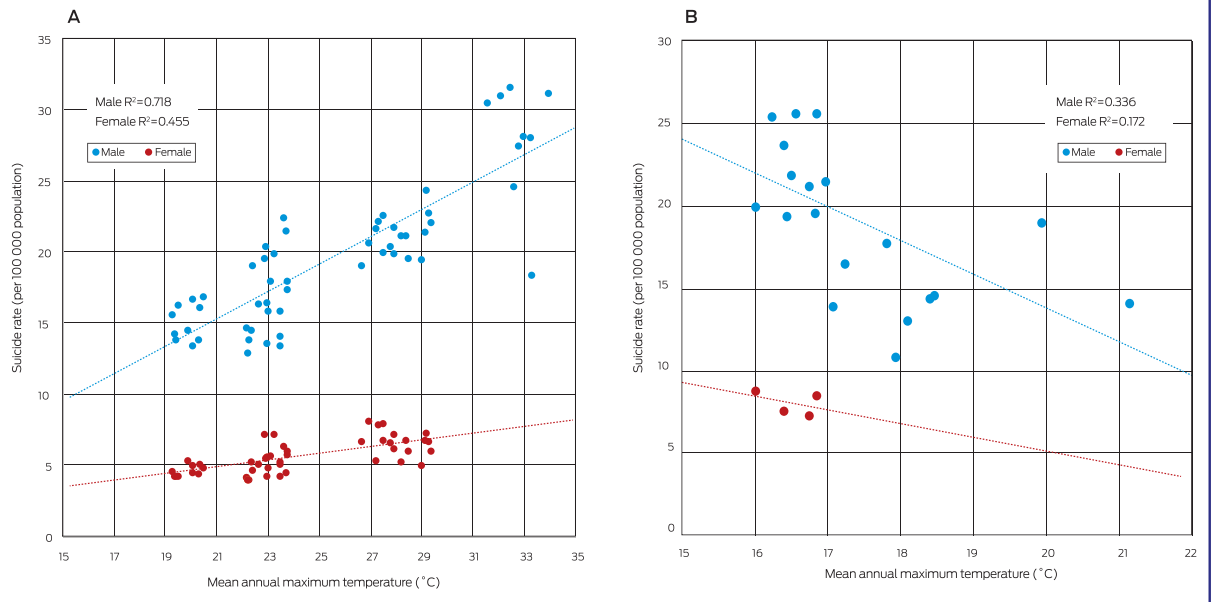 A
35
30
25
20
15
10
5
0
Suicide rate (per 100 000 population)
Male R²=0.718
Female R²=0.455
Male Female
15 17 19 21 23 25 27 29 31 33 35
Mean annual maximum temperature (˚C)
B
30
25
20
15
10
5
0
Suicide rate (per 100 000 population)
Male R²=0.336
Female R²=0.172
Male Female
15 16 17 18 19 20 21 22
Mean annual maximum temperature (˚C)